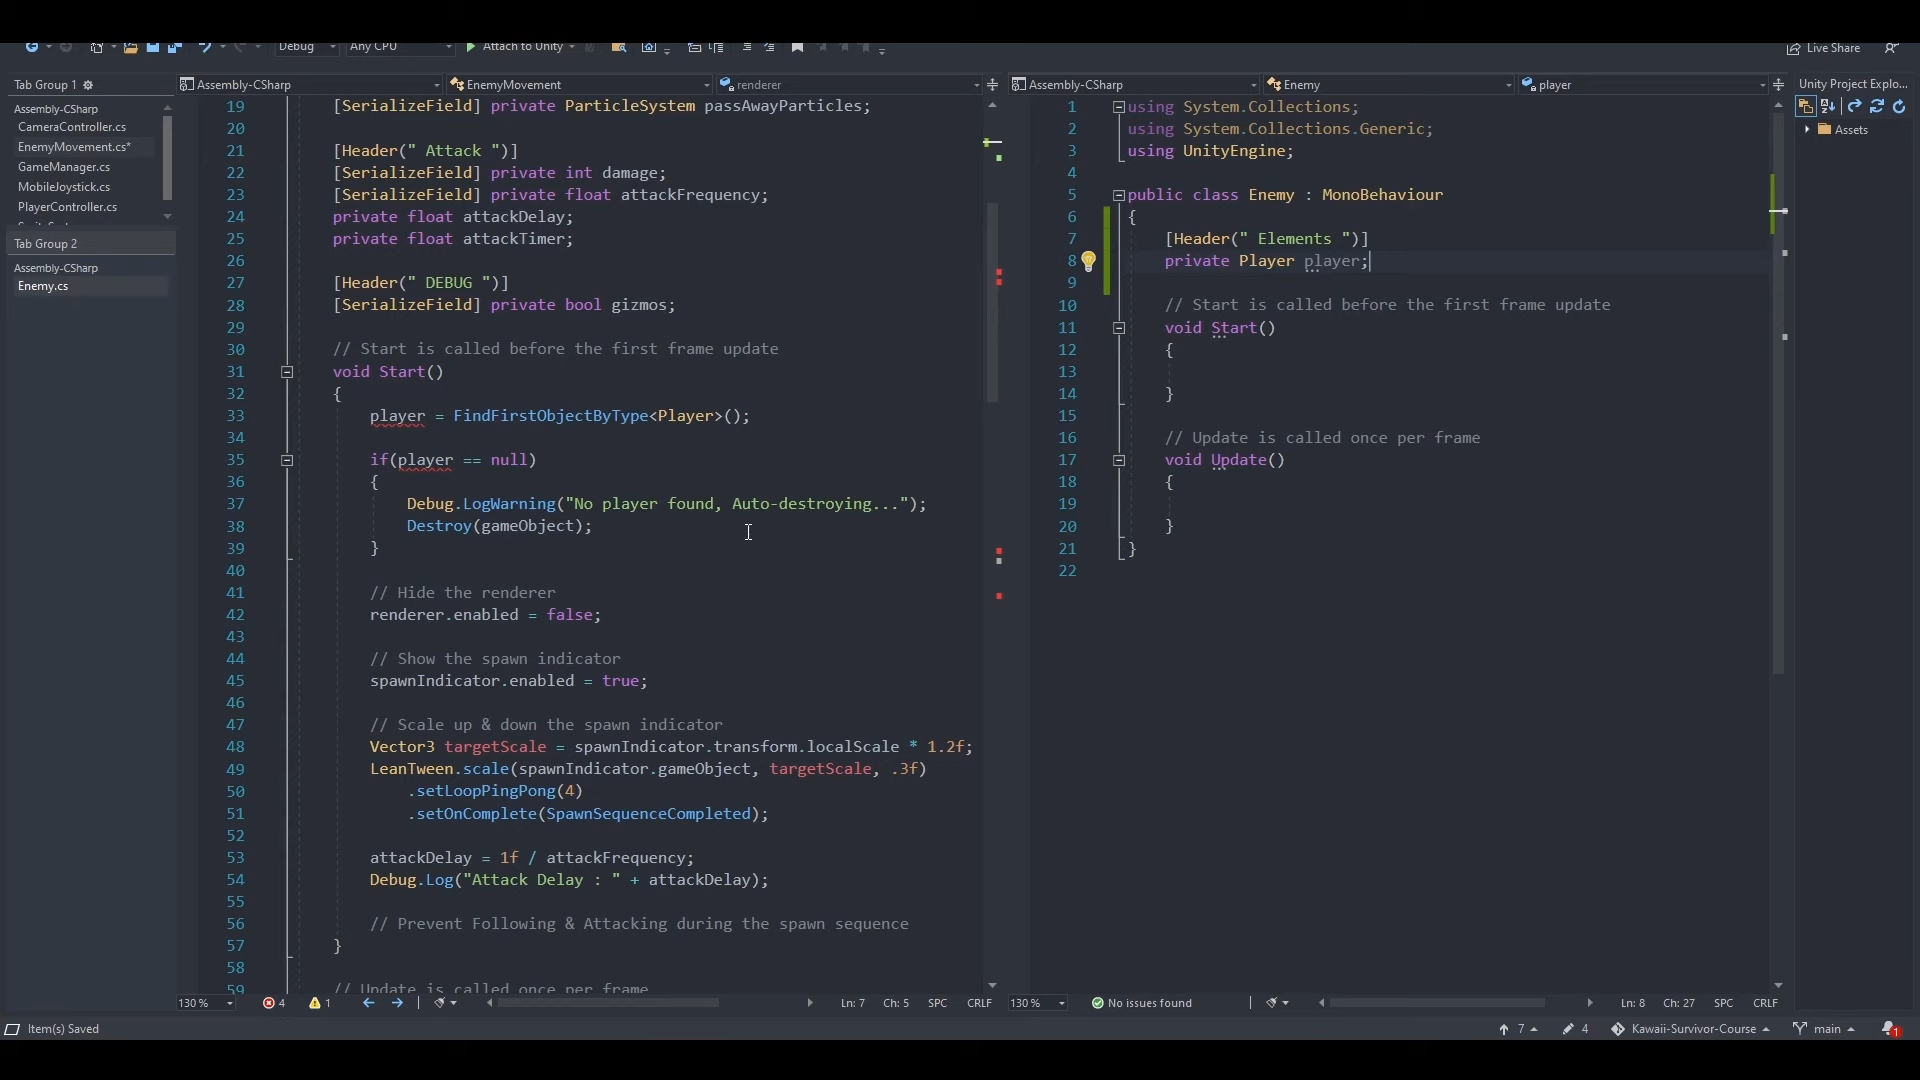 Debug Any CPU Attach to Unity Live Share
Tab Group 1
Assembly-CSharp
CameraController.cs
EnemyMovement.cs*
GameManager.cs
MobileJoystick.cs
PlayerController.cs
Tab Group 2
Assembly-CSharp
Enemy.cs
Assembly-CSharp EnemyMovement renderer
19 [SerializeField] private ParticleSystem passAwayParticles;
20
21 [Header(" Attack ")]
22 [SerializeField] private int damage;
23 [SerializeField] private float attackFrequency;
24 private float attackDelay;
25 private float attackTimer;
26
27 [Header(" DEBUG ")]
28 [SerializeField] private bool gizmos;
29
30 // Start is called before the first frame update
31 void Start()
32 {
33 player = FindFirstObjectByType<Player>();
34
35 if(player == null)
36 {
37 Debug.LogWarning("No player found, Auto-destroying...");
38 Destroy(gameObject);
39 }
40
41 // Hide the renderer
42 renderer.enabled = false;
43
44 // Show the spawn indicator
45 spawnIndicator.enabled = true;
46
47 // Scale up & down the spawn indicator
48 Vector3 targetScale = spawnIndicator.transform.localScale * 1.2f;
49 LeanTween.scale(spawnIndicator.gameObject, targetScale, .3f)
50 .setLoopPingPong(4)
51 .setOnComplete(SpawnSequenceCompleted);
52
53 attackDelay = 1f / attackFrequency;
54 Debug.Log("Attack Delay : " + attackDelay);
55
56 // Prevent Following & Attacking during the spawn sequence
57 }
58
59 // Update is called once per frame
130 % 4 1 Ln: 7 Ch: 5 SPC CRLF
Assembly-CSharp Enemy player
1 using System.Collections;
2 using System.Collections.Generic;
3 using UnityEngine;
4
5 public class Enemy : MonoBehaviour
6 {
7 [Header(" Elements ")]
8 private Player player;
9
10 // Start is called before the first frame update
11 void Start()
12 {
13
14 }
15
16 // Update is called once per frame
17 void Update()
18 {
19
20 }
21 }
22
130 % No issues found Ln: 8 Ch: 27 SPC CRLF
Unity Project Explo...
Assets
Item(s) Saved 7 4 Kawaii-Survivor-Course main 1